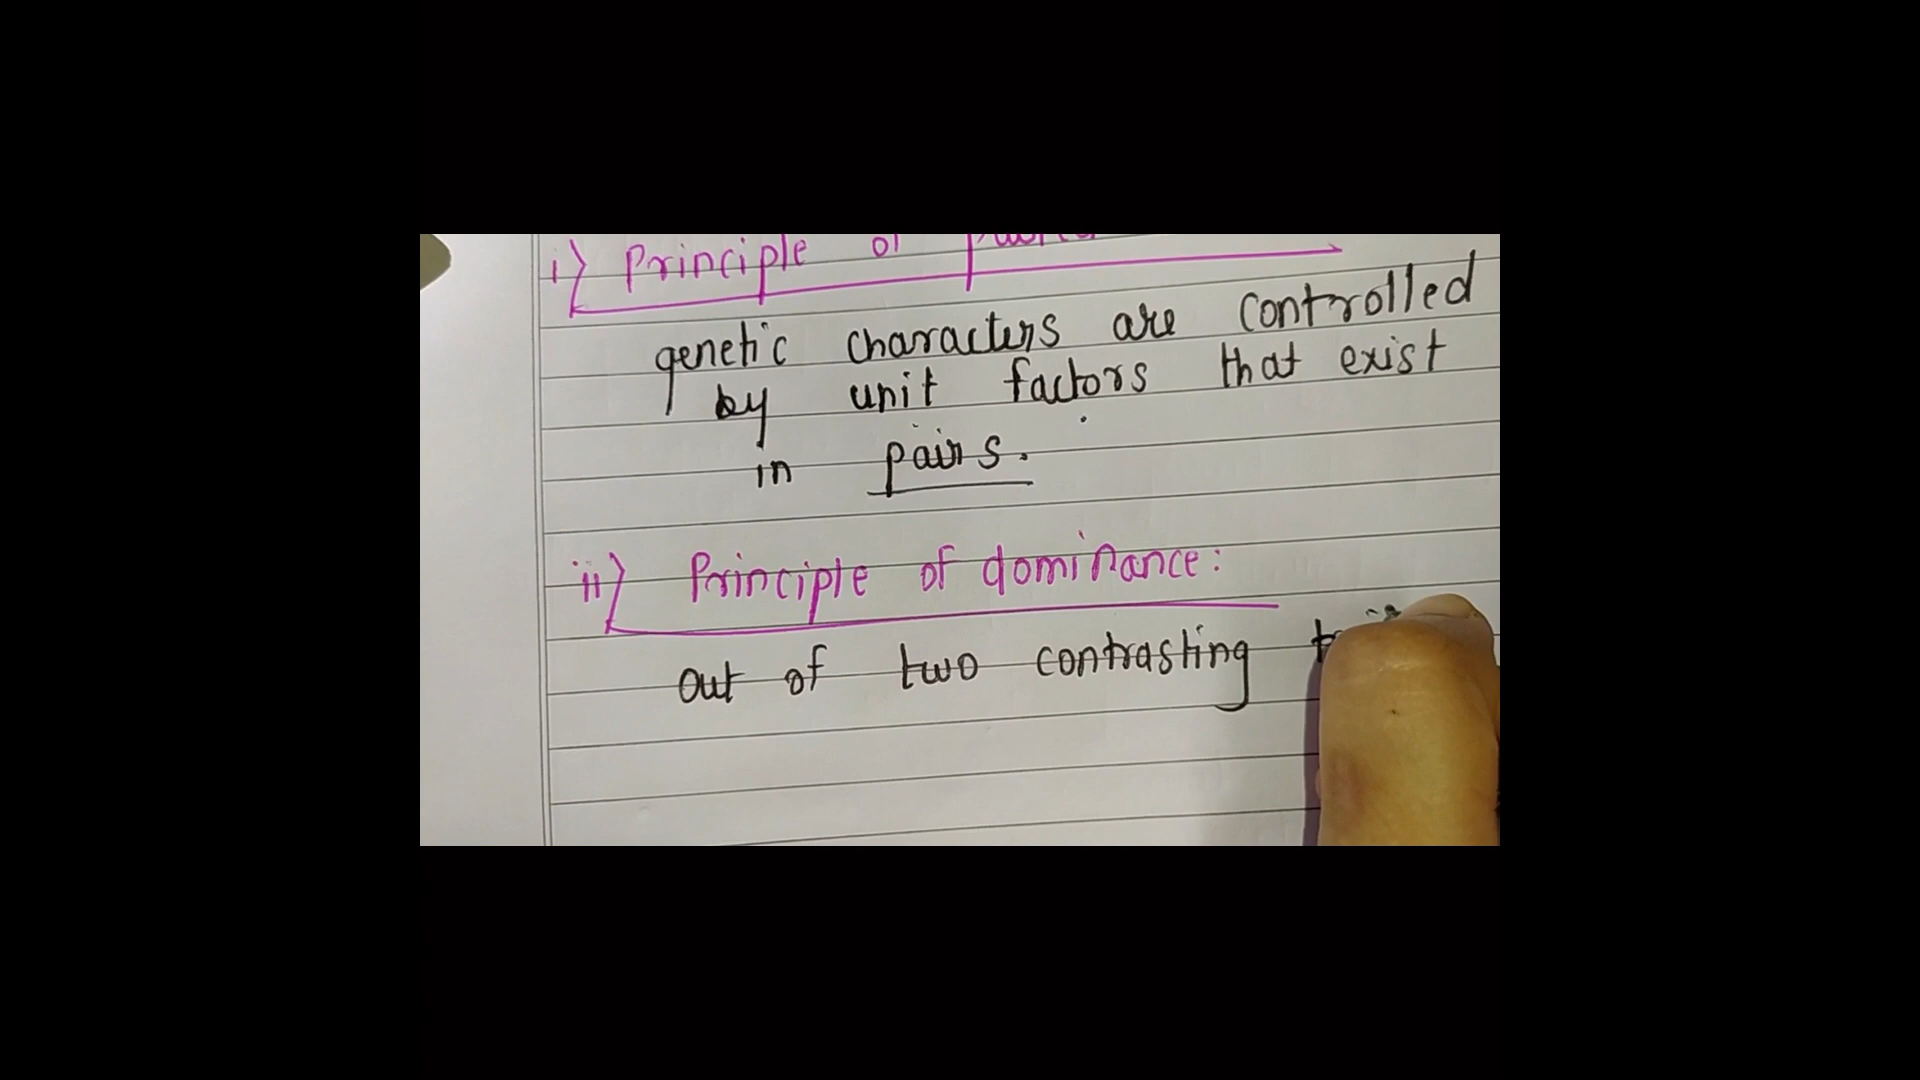 i) Principle of
genetic characters are controlled
by unit factors that exist
in pairs.
ii) Principle of dominance:
out of two contrasting